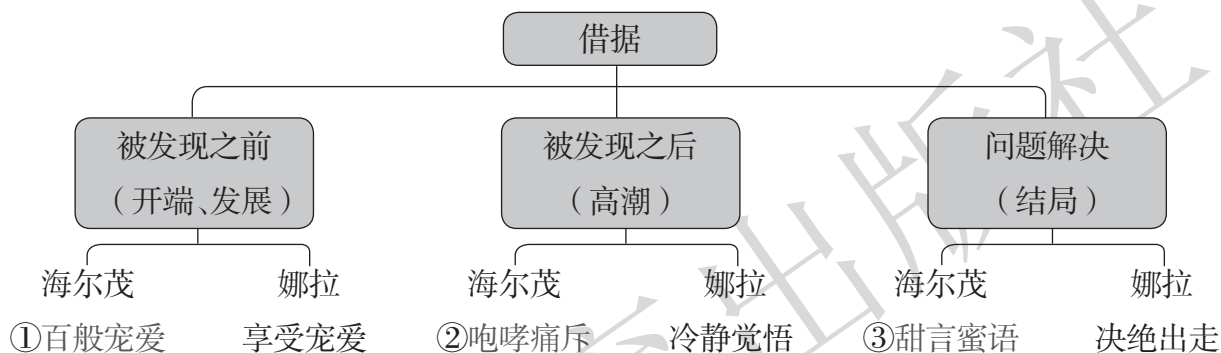 借据
被发现之前
（开端、发展）
被发现之后
（高潮）
问题解决
（结局）
海尔茂
娜拉
海尔茂
娜拉
海尔茂
娜拉
①百般宠爱
享受宠爱
②咆哮痛斥
冷静觉悟
③甜言蜜语
决绝出走
出版社